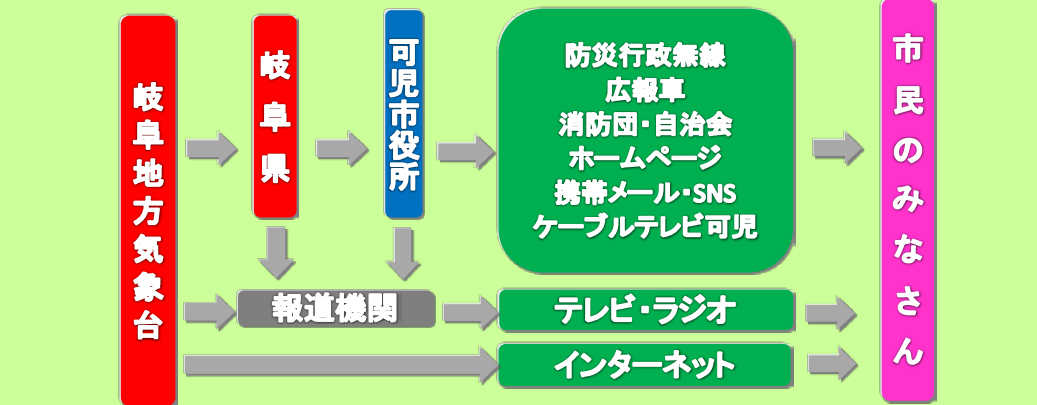 岐阜地方気象台
岐阜県
可児市役所
防災行政無線
広報車
消防団・自治会
ホームページ
携帯メール・SNS
ケーブルテレビ可児
市民のみなさん
報道機関
テレビ・ラジオ
インターネット